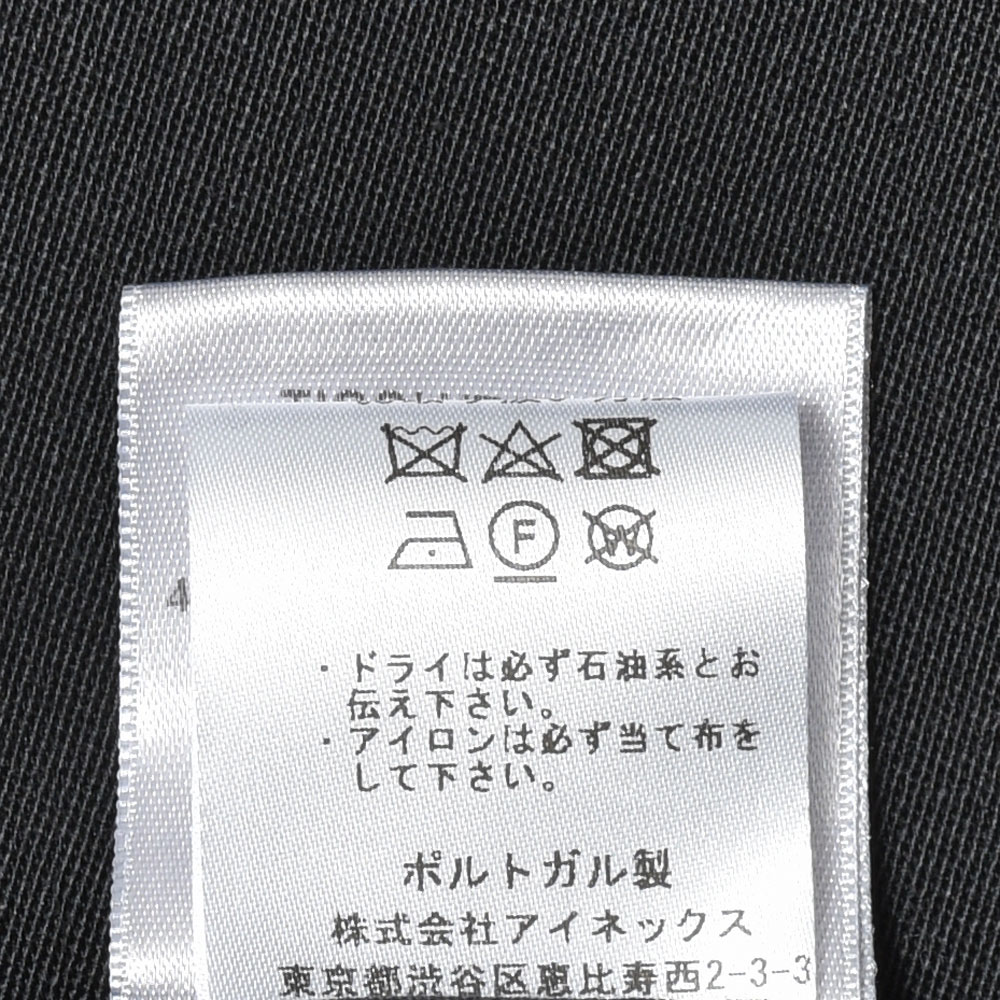 4
F
W
・ドライは必ず石油系とお
伝え下さい。
・アイロンは必ず当て布を
して下さい。
ポルトガル製
株式会社アイネックス
東京都渋谷区恵比寿西2-3-3